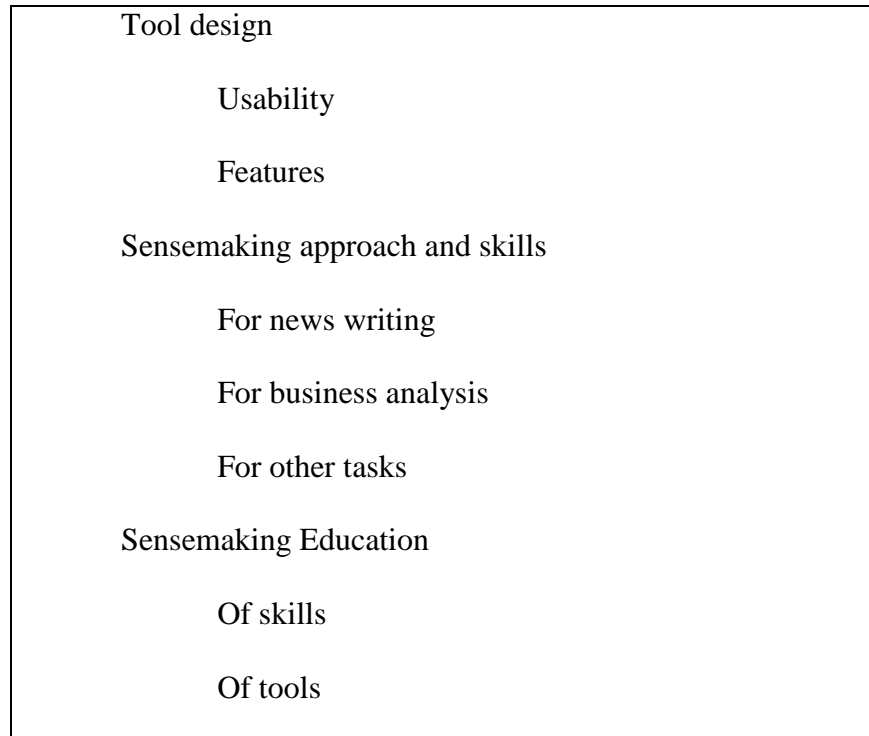 Tool design
Usability
Features
Sensemaking approach and skills
For news writing
For business analysis
For other tasks
Sensemaking Education
Of skills
Of tools